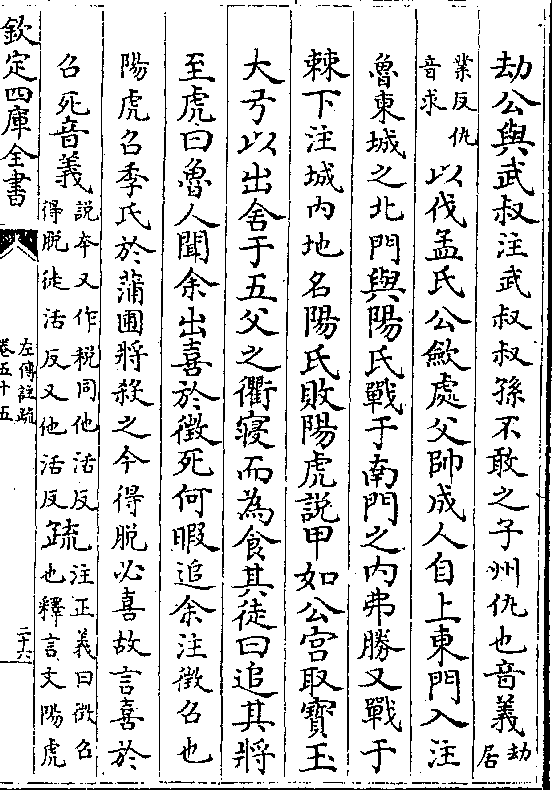 劫公與武叔注武叔叔孫不敢之子州仇也音義劫居
業反仇音求以伐孟氏公歛處父帥成人自上東門入注
魯東城之北門與陽氏戰于南門之内弗勝又戰于
棘下注城内地名陽氏敗陽虎説甲如公宫取寶玉
大弓以出舍于五父之衢寢而為食其徒曰追其將
至虎曰魯人聞余出喜於徵死何暇追余注徵召也
陽虎召季氏於蒲圃將殺之今得脫必喜故言喜於
召死音義説本又作税同他活反得脱徒活反又他活反疏注正義曰徵召也釋言文陽虎
欽定四庫全書
左傳註疏
卷五十五
二十六